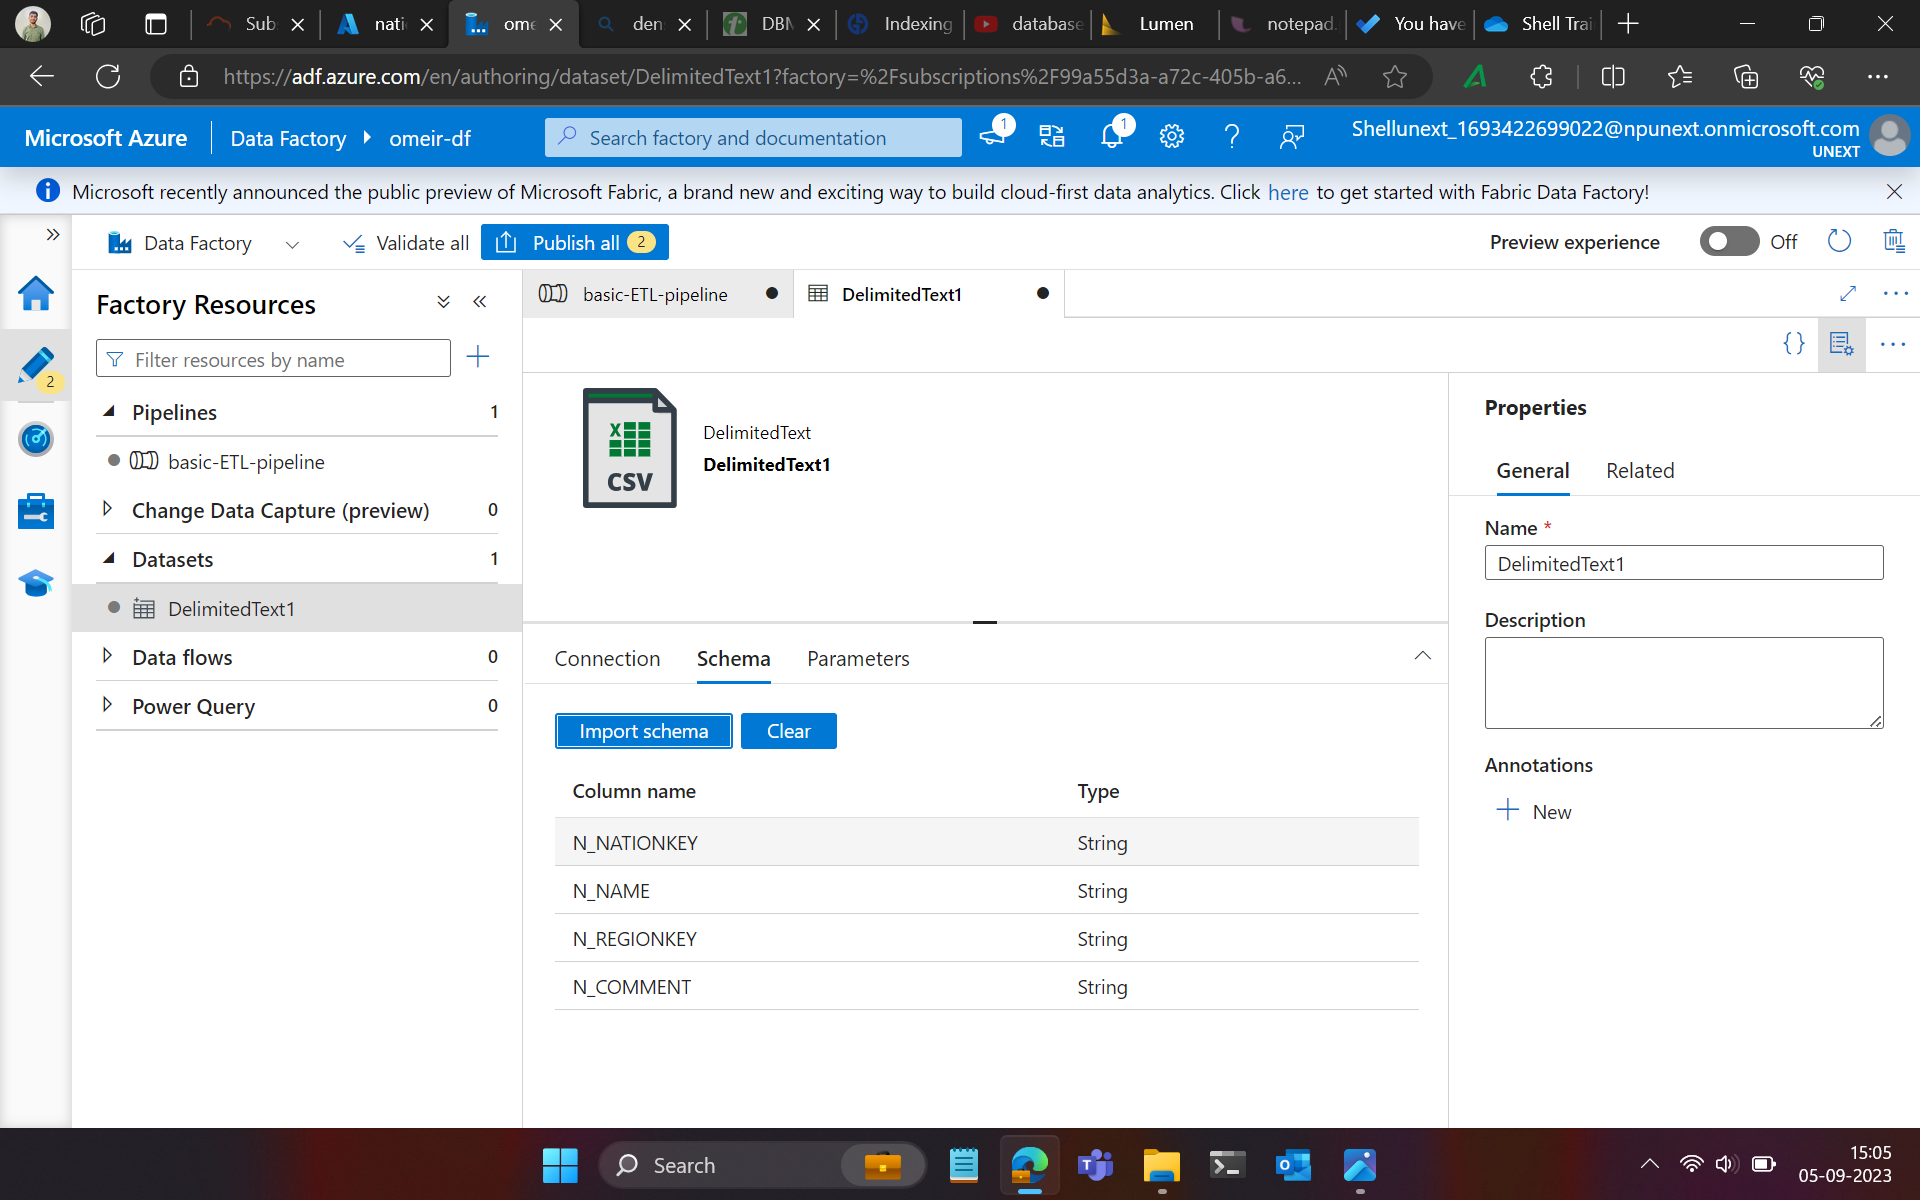 Sub
nati
ome
den
DBM
Indexing
database
Lumen
notepad.
You have
Shell Trai
https://adf.azure.com/en/authoring/dataset/DelimitedText1?factory=%2Fsubscriptions%2F99a55d3a-a72c-405b-a6...
Microsoft Azure
Data Factory
omeir-df
Search factory and documentation
1
1
Shellunext_1693422699022@npunext.onmicrosoft.com
UNEXT
Microsoft recently announced the public preview of Microsoft Fabric, a brand new and exciting way to build cloud-first data analytics. Click here to get started with Fabric Data Factory!
Data Factory
Validate all
Publish all 2
Preview experience
Off
Factory Resources
Filter resources by name
2
Pipelines 1
basic-ETL-pipeline
Change Data Capture (preview) 0
Datasets 1
DelimitedText1
Data flows 0
Power Query 0
basic-ETL-pipeline
DelimitedText1
X
CSV
DelimitedText
DelimitedText1
Connection
Schema
Parameters
Import schema
Clear
Column name Type
N_NATIONKEY String
N_NAME String
N_REGIONKEY String
N_COMMENT String
Properties
General
Related
Name *
DelimitedText1
Description
Annotations
New
Search
15:05
05-09-2023